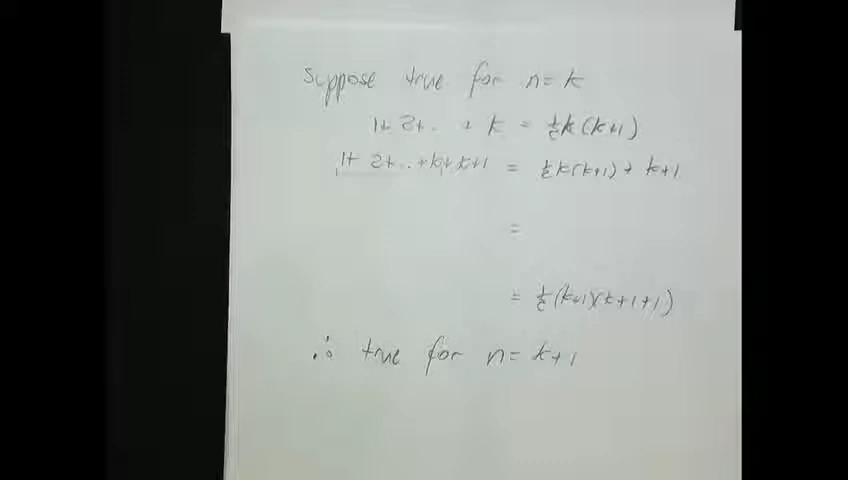 Suppose true for n = k
1 + 2 + .. + k = ½k(k+1)
1 + 2 + .. + k + k+1 = ½k(k+1) + k+1
=
= ½(k+1)(k+1+1)
∴ true for n = k+1